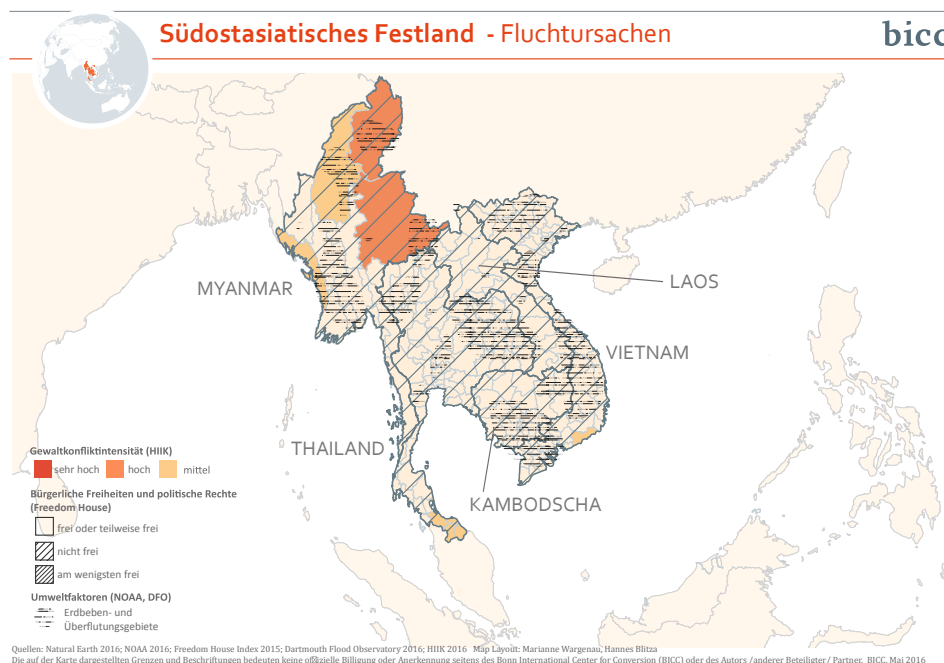 Südostasiatisches Festland - Fluchtursachen
bicc
MYANMAR
LAOS
VIETNAM
THAILAND
KAMBODSCHA
Gewaltkonfliktintensität (HIIK)
sehr hoch hoch mittel
Bürgerliche Freiheiten und politische Rechte
(Freedom House)
frei oder teilweise frei
nicht frei
am wenigsten frei
Umweltfaktoren (NOAA, DFO)
Erdbeben- und
Überflutungsgebiete
Quellen: Natural Earth 2016; NOAA 2016; Freedom House Index 2015; Dartmouth Flood Observatory 2016; HIIK 2016 Map Layout: Marianne Wargenau, Hannes Blitza
Die auf der Karte dargestellten Grenzen und Beschriftungen bedeuten keine offizielle Billigung oder Anerkennung seitens des Bonn International Center for Conversion (BICC) oder des Autors /anderer Beteiligter/ Partner. BICC, Mai 2016